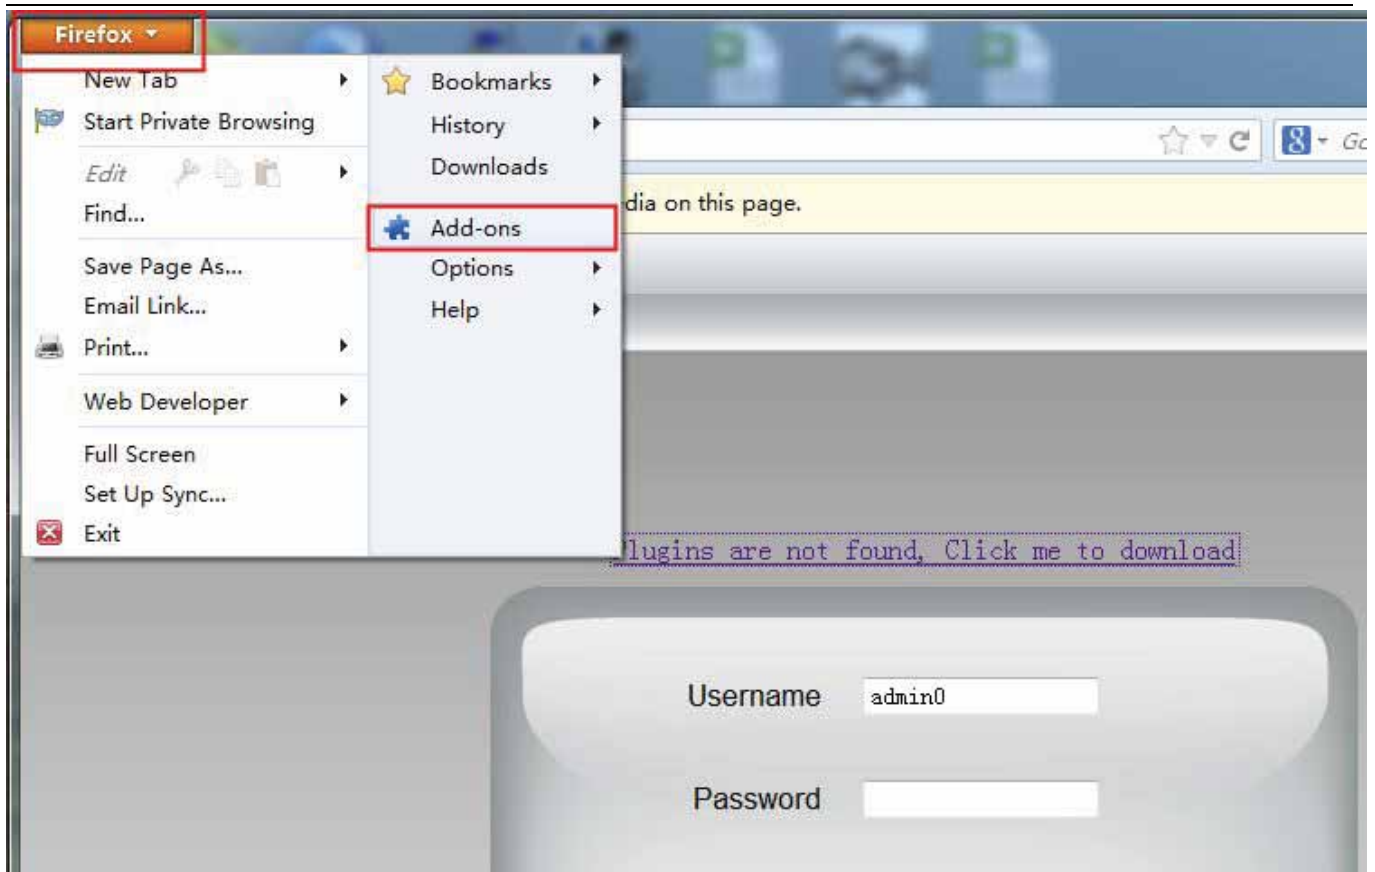 Firefox
New Tab
Start Private Browsing
Edit
Find...
Save Page As...
Email Link...
Print...
Web Developer
Full Screen
Set Up Sync...
Exit
Bookmarks
History
Downloads
Add-ons
Options
Help
8
dia on this page.
lugins are not found, Click me to download
Username admin0
Password